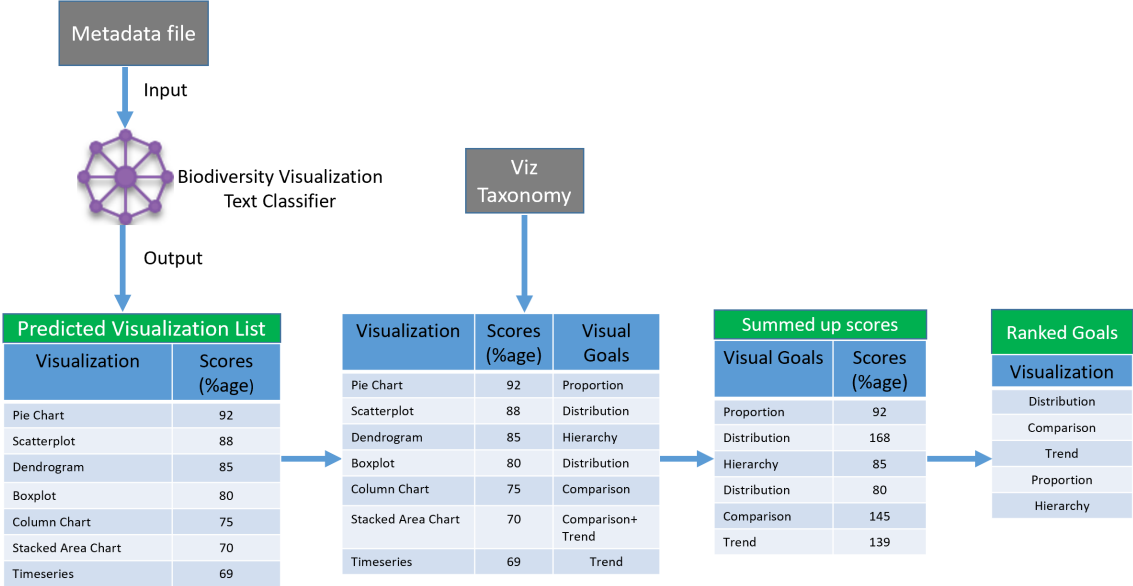 Metadata file
Input
Biodiversity Visualization
Text Classifier
Output
Viz
Taxonomy
Predicted Visualization List
Visualization Scores (%age)
Pie Chart 92
Scatterplot 88
Dendrogram 85
Boxplot 80
Column Chart 75
Stacked Area Chart 70
Timeseries 69
Visualization Scores (%age) Visual Goals
Pie Chart 92 Proportion
Scatterplot 88 Distribution
Dendrogram 85 Hierarchy
Boxplot 80 Distribution
Column Chart 75 Comparison
Stacked Area Chart 70 Comparison+ Trend
Timeseries 69 Trend
Summed up scores
Visual Goals Scores (%age)
Proportion 92
Distribution 168
Hierarchy 85
Distribution 80
Comparison 145
Trend 139
Ranked Goals
Visualization
Distribution
Comparison
Trend
Proportion
Hierarchy